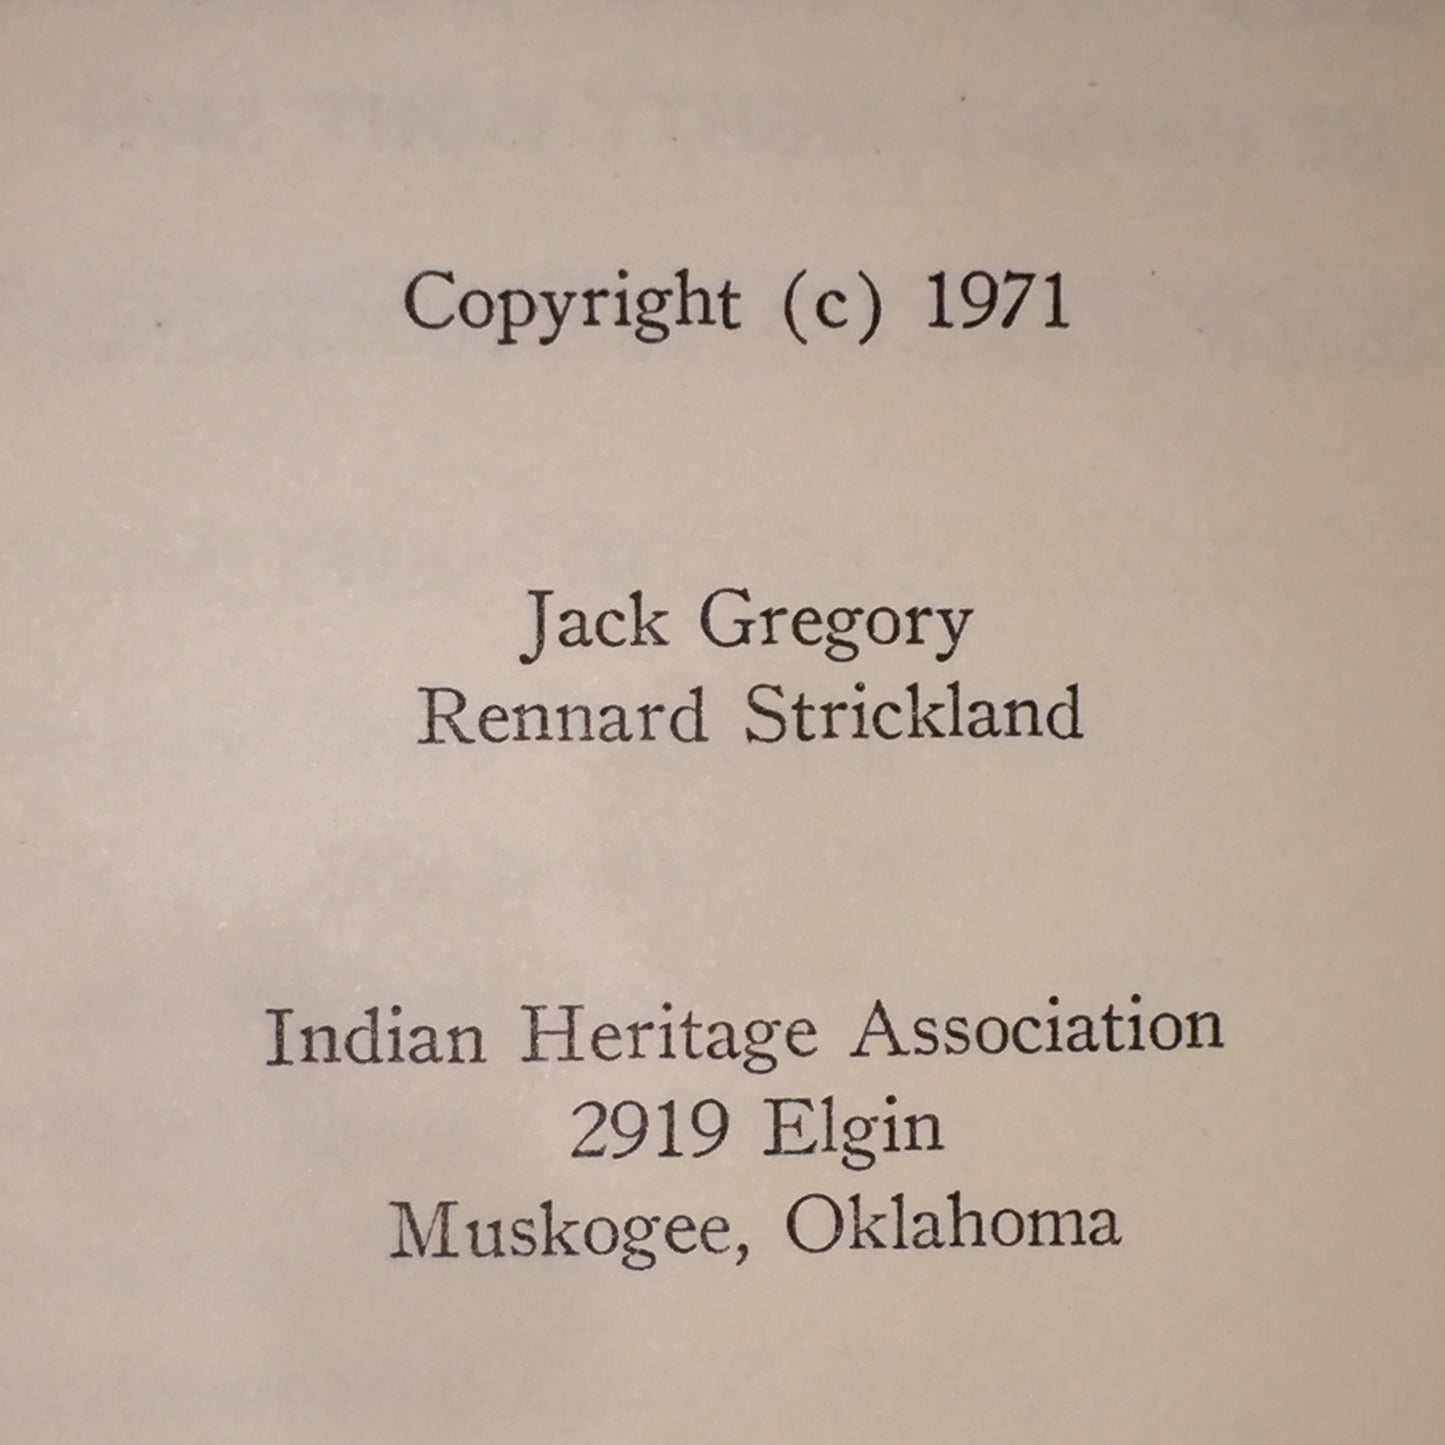 Copyright (c) 1971
Jack Gregory
Rennard Strickland
Indian Heritage Association
2919 Elgin
Muskogee, Oklahoma